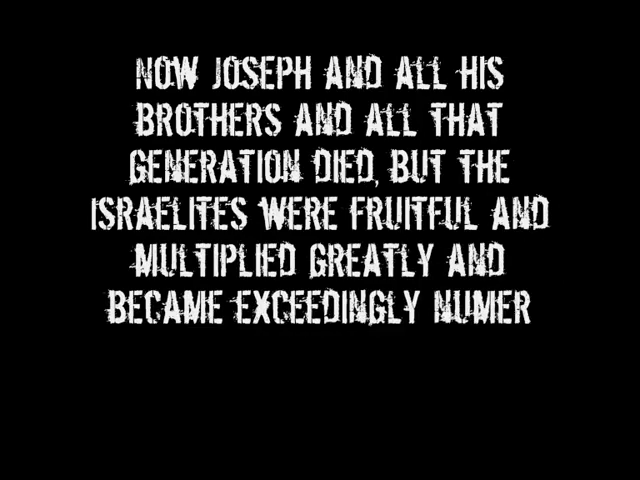 NOW JOSEPH AND ALL HIS
BROTHERS AND ALL THAT
GENERATION DIED, BUT THE
ISRAELITES WERE FRUITFUL AND
MULTIPLIED GREATLY AND
BECAME EXCEEDINGLY NUMER